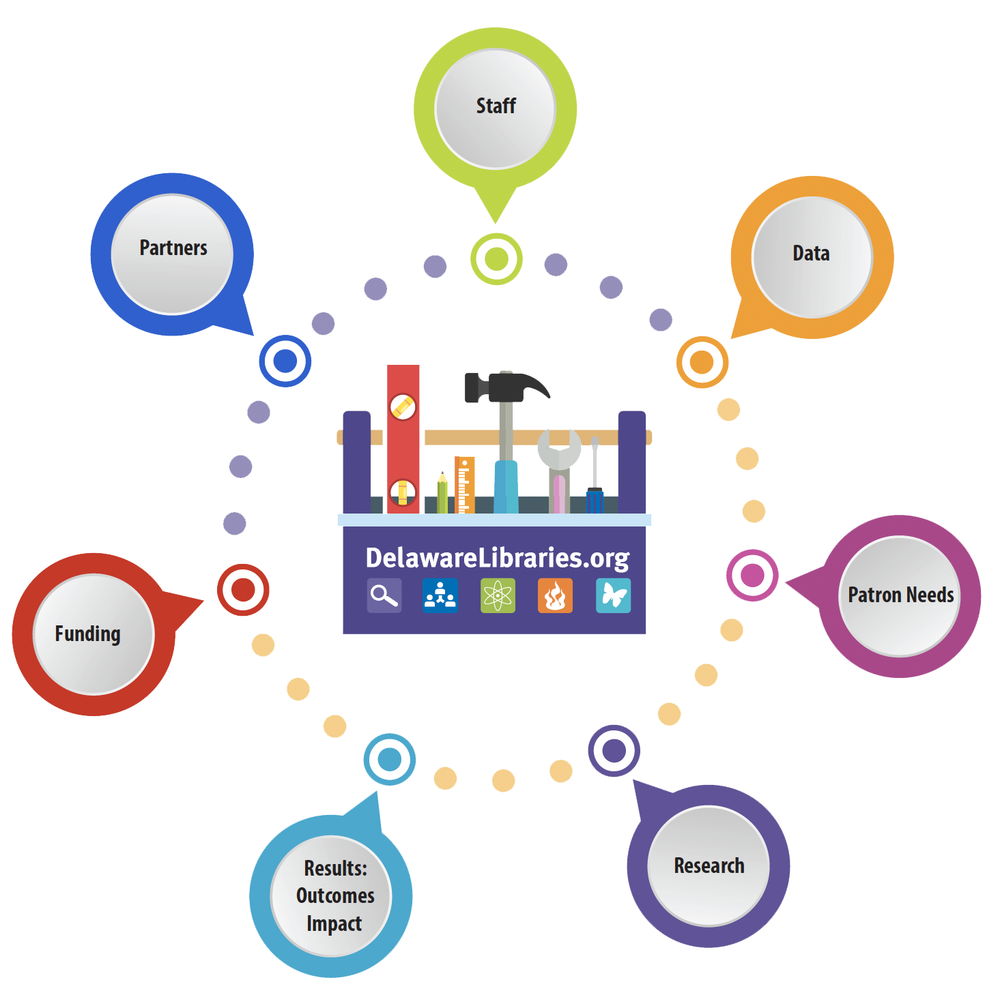 Staff
Partners
Data
DelawareLibraries.org
Patron Needs
Funding
Research
Results:
Outcomes
Impact